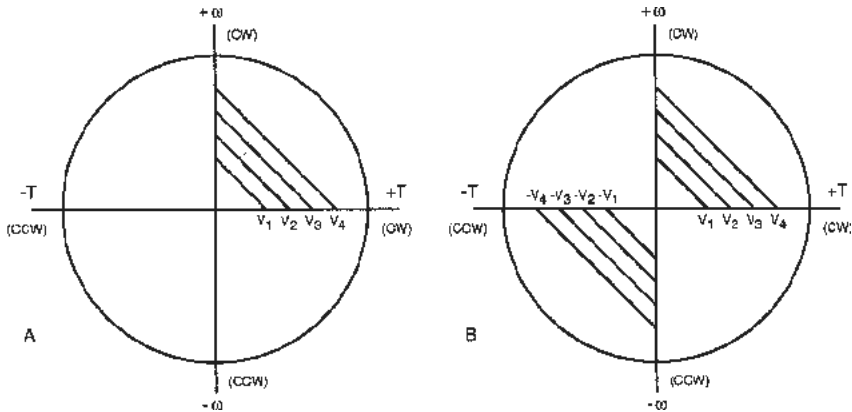 +ω
(CW)
-T
+T
(CCW)
V1 V2 V3 V4
(CW)
A
(CCW)
-ω
+ω
(CW)
-V4 -V3 -V2 -V1
-T
+T
(CCW)
V1 V2 V3 V4
(CW)
B
(CCW)
-ω